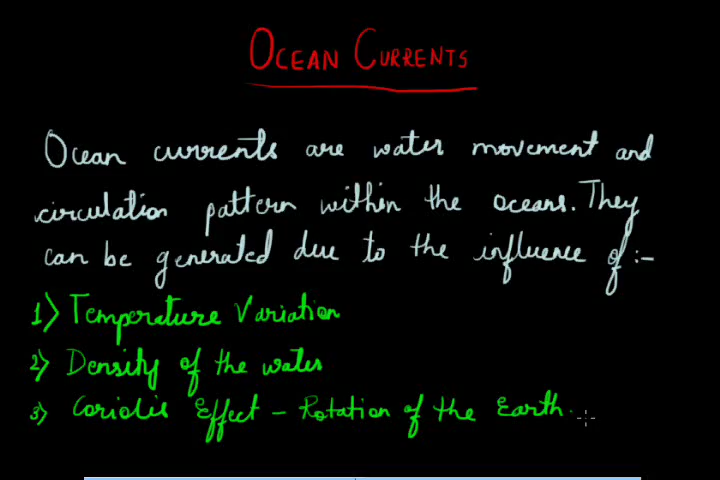 OCEAN CURRENTS
Ocean currents are water movement and
circulation pattern within the oceans. They
can be generated due to the influence of :-
1) Temperature Variation
2) Density of the water
3) Coriolis Effect - Rotation of the Earth.